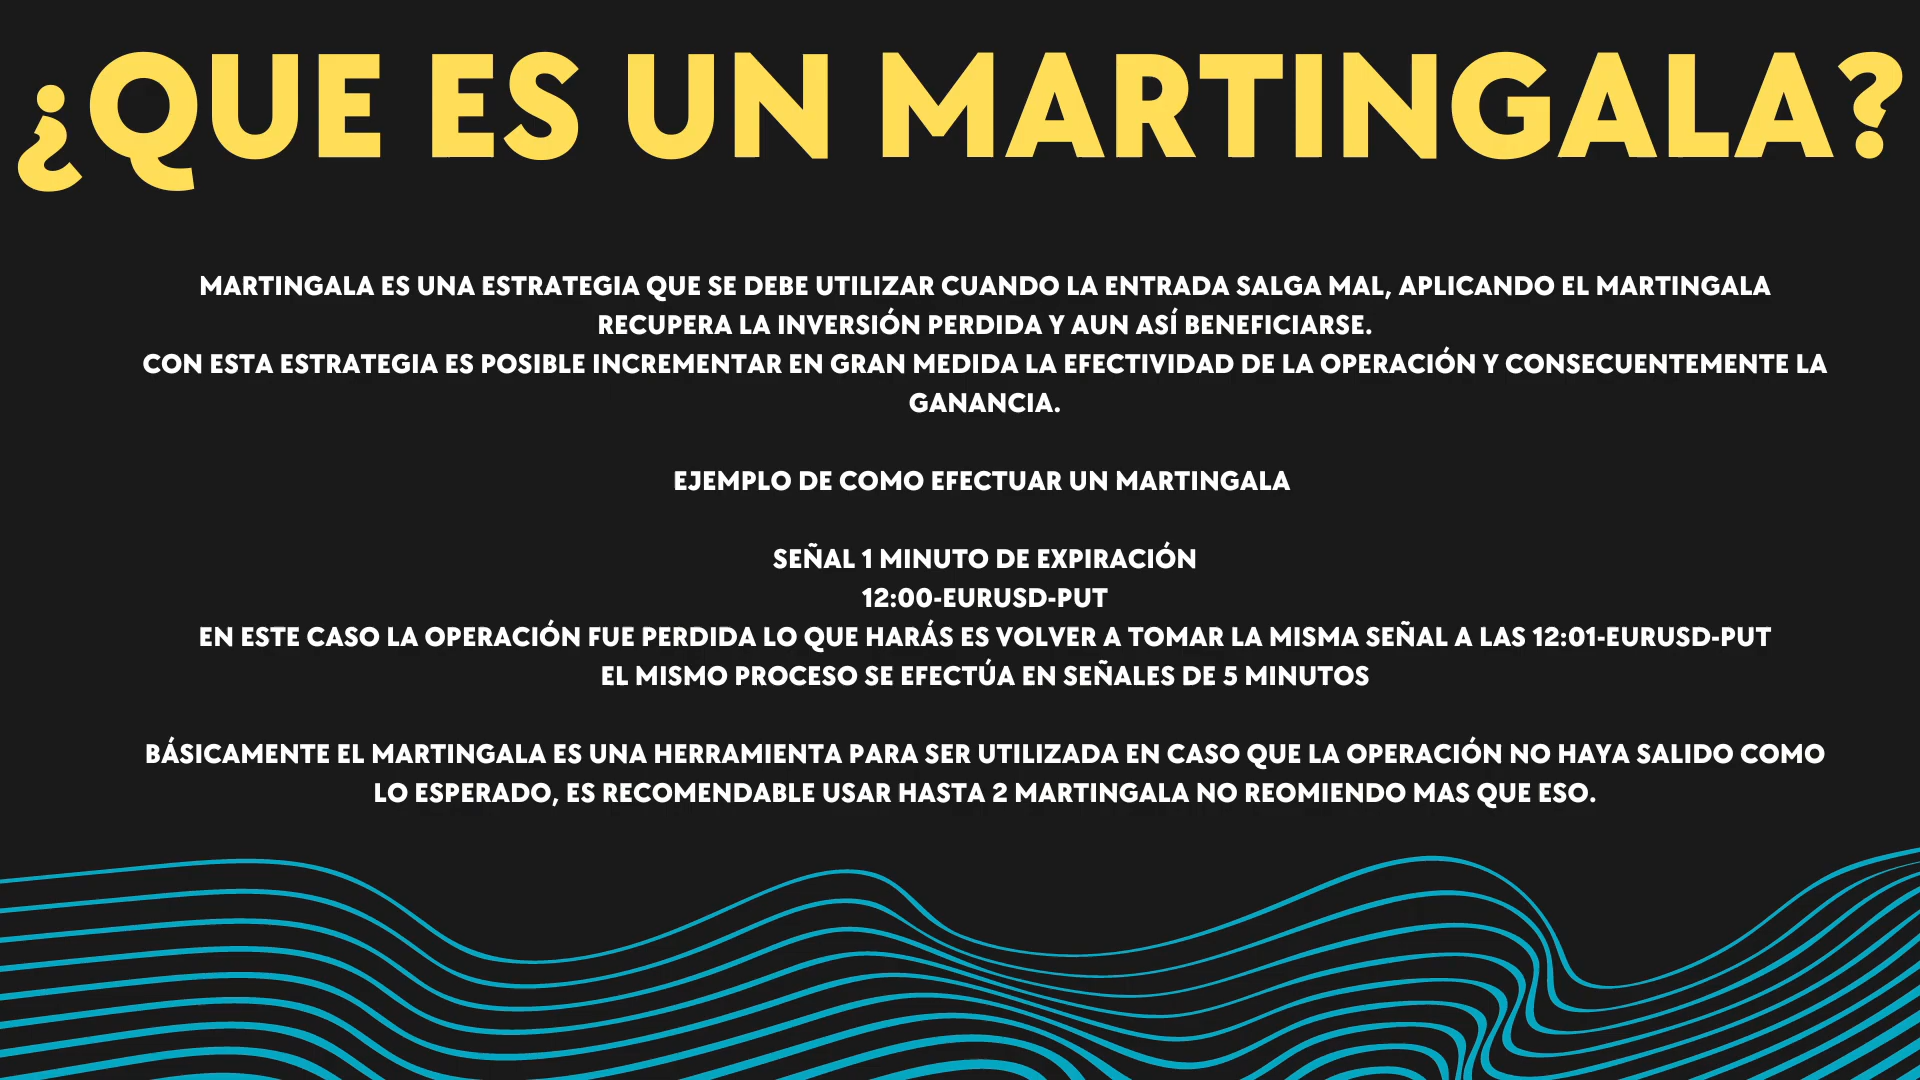 ¿QUE ES UN MARTINGALA?
MARTINGALA ES UNA ESTRATEGIA QUE SE DEBE UTILIZAR CUANDO LA ENTRADA SALGA MAL, APLICANDO EL MARTINGALA
RECUPERA LA INVERSIÓN PERDIDA Y AUN ASÍ BENEFICIARSE.
CON ESTA ESTRATEGIA ES POSIBLE INCREMENTAR EN GRAN MEDIDA LA EFECTIVIDAD DE LA OPERACIÓN Y CONSECUENTEMENTE LA
GANANCIA.
EJEMPLO DE COMO EFECTUAR UN MARTINGALA
SEÑAL 1 MINUTO DE EXPIRACIÓN
12:00-EURUSD-PUT
EN ESTE CASO LA OPERACIÓN FUE PERDIDA LO QUE HARÁS ES VOLVER A TOMAR LA MISMA SEÑAL A LAS 12:01-EURUSD-PUT
EL MISMO PROCESO SE EFECTÚA EN SEÑALES DE 5 MINUTOS
BÁSICAMENTE EL MARTINGALA ES UNA HERRAMIENTA PARA SER UTILIZADA EN CASO QUE LA OPERACIÓN NO HAYA SALIDO COMO
LO ESPERADO, ES RECOMENDABLE USAR HASTA 2 MARTINGALA NO REOMIENDO MAS QUE ESO.